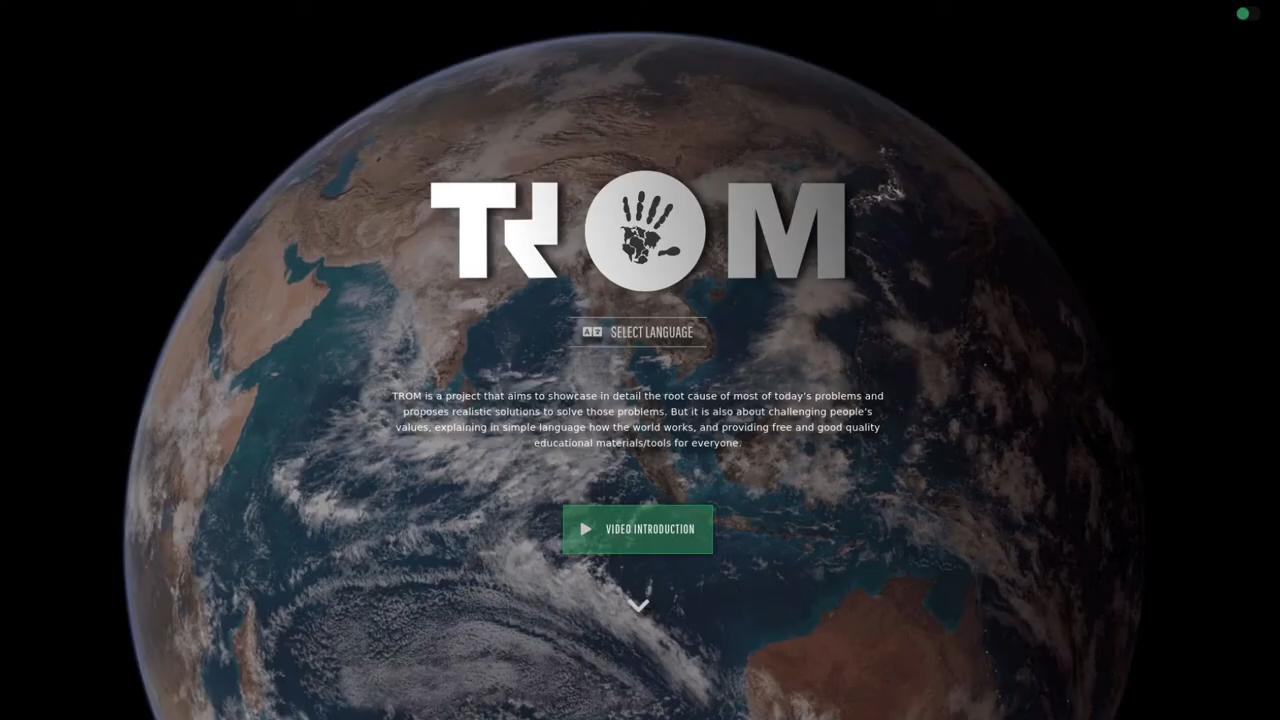 TROM
SELECT LANGUAGE
TROM is a project that aims to showcase in detail the root cause of most of today's problems and
proposes realistic solutions to solve those problems. But it is also about challenging people's
values, explaining in simple language how the world works, and providing free and good quality
educational materials/tools for everyone.
VIDEO INTRODUCTION